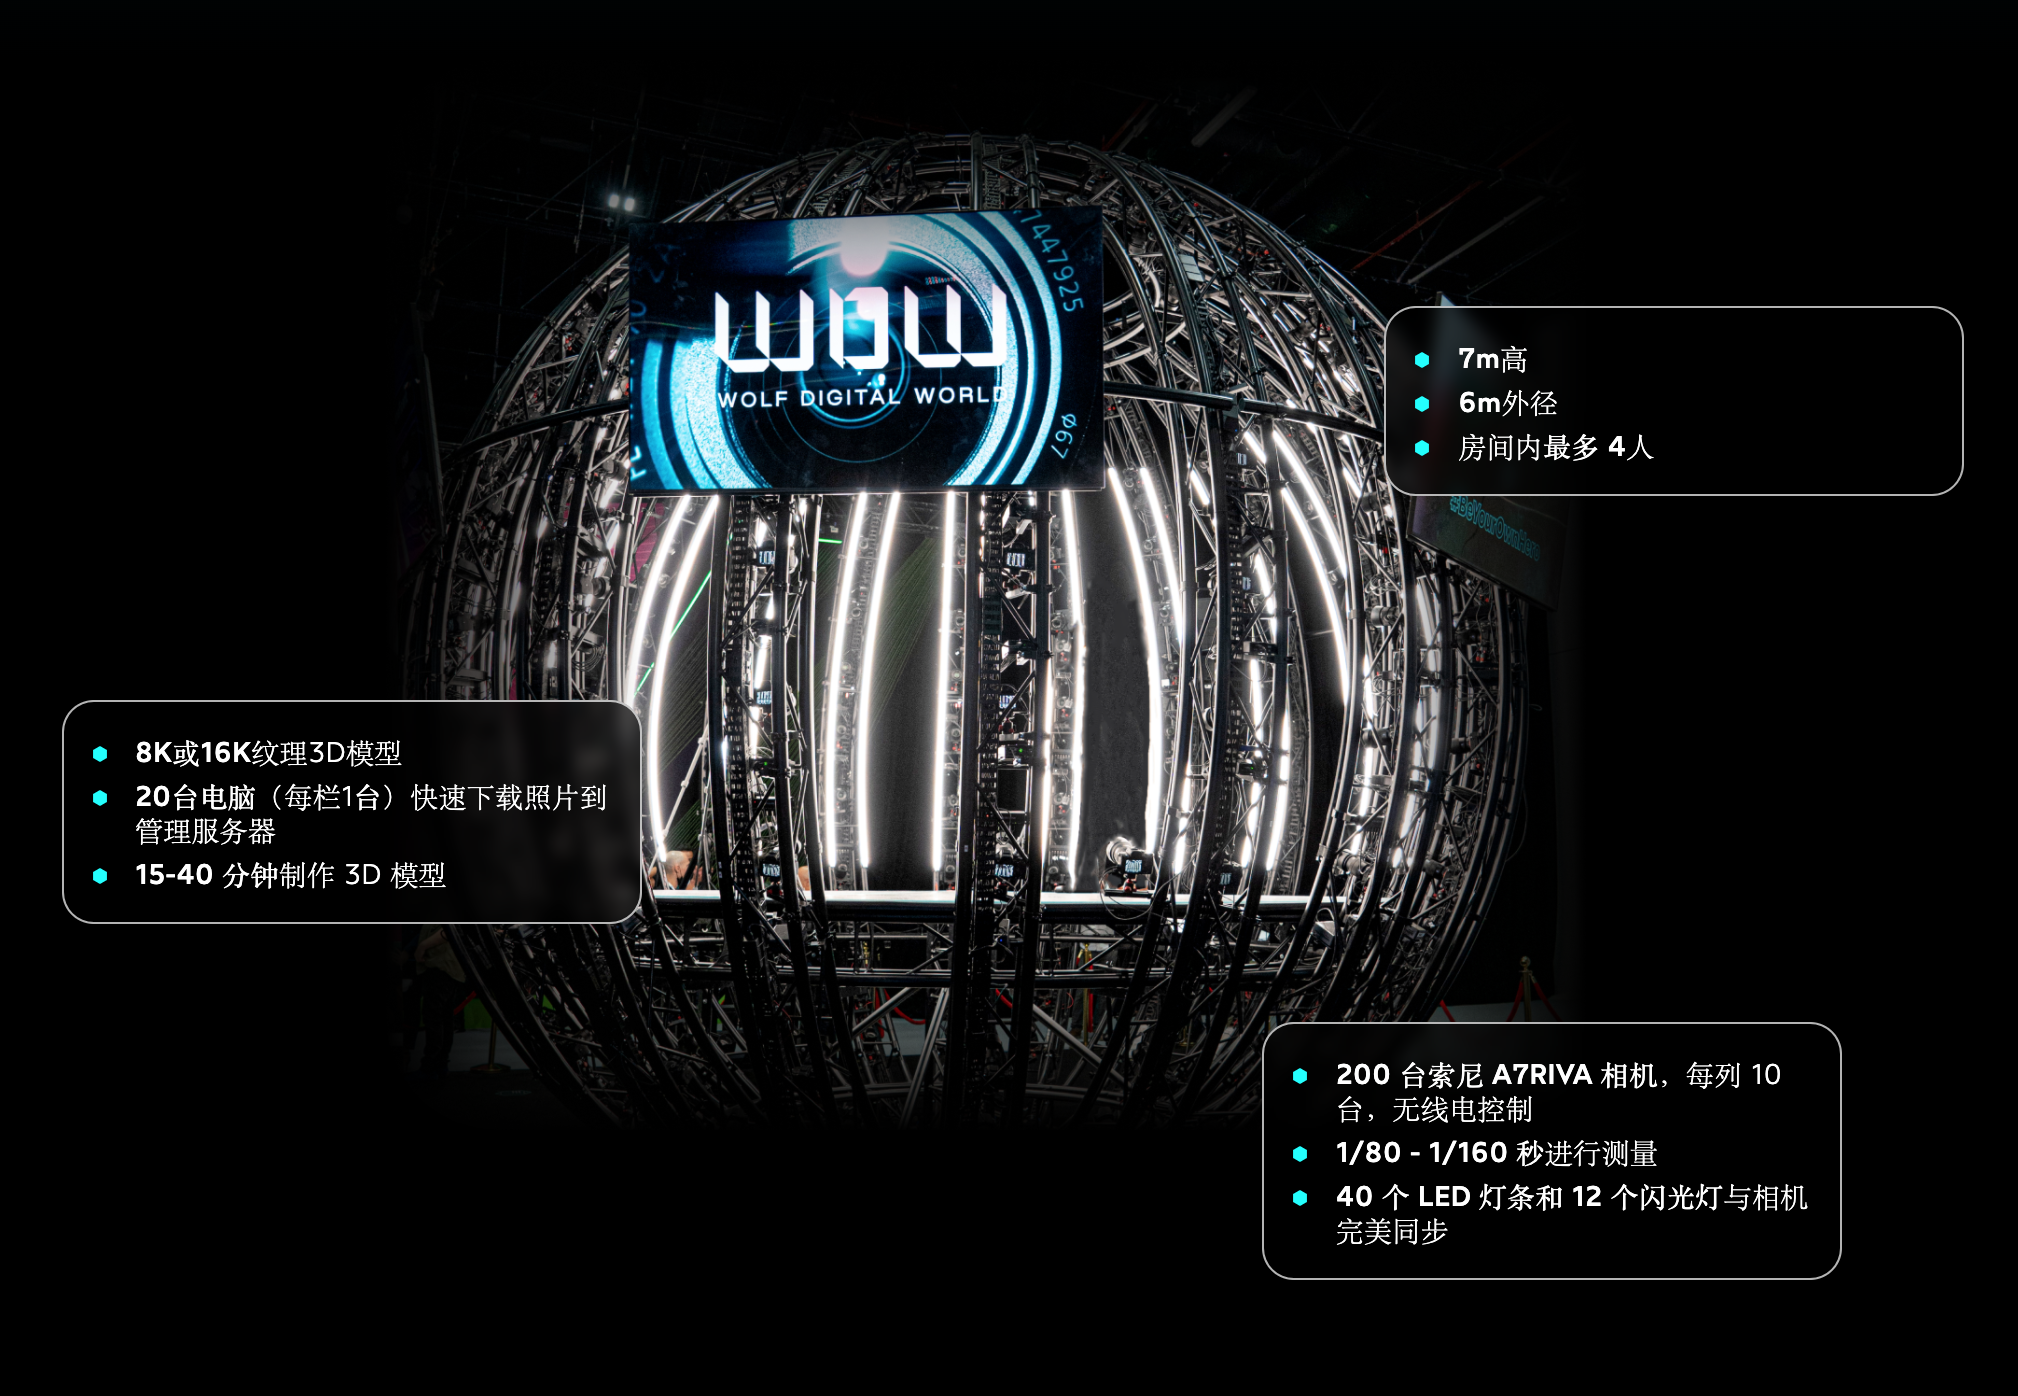 7447925
WOW
WOLF DIGITAL WORLD
Ø67
#BeYourOwnHero
7m高
6m外径
房间内最多 4人
8K或16K纹理3D模型
20台电脑（每栏1台）快速下载照片到
管理服务器
15-40 分钟制作 3D 模型
200 台索尼 A7RIVA 相机，每列 10
台，无线电控制
1/80 - 1/160 秒进行测量
40 个 LED 灯条和 12 个闪光灯与相机
完美同步